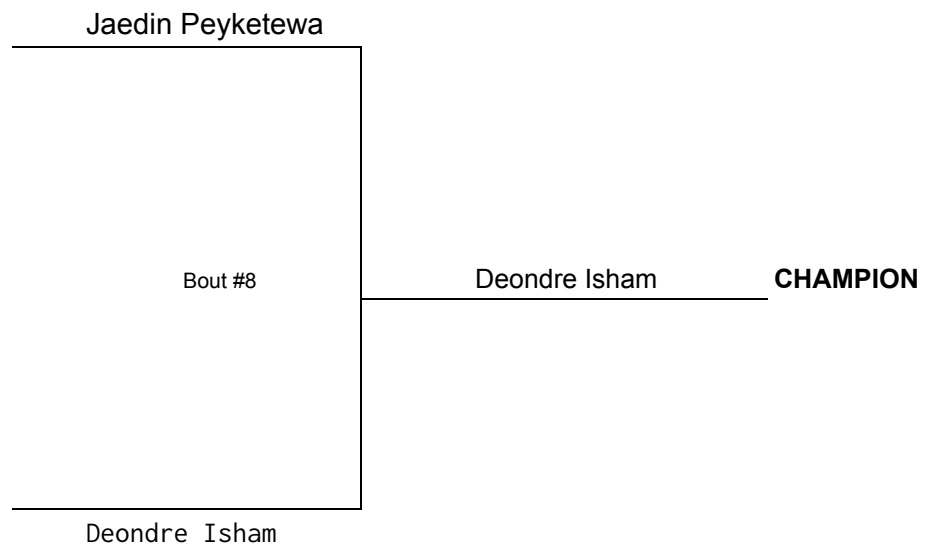 Jaedin Peyketewa
Bout #8
Deondre Isham
CHAMPION
Deondre Isham